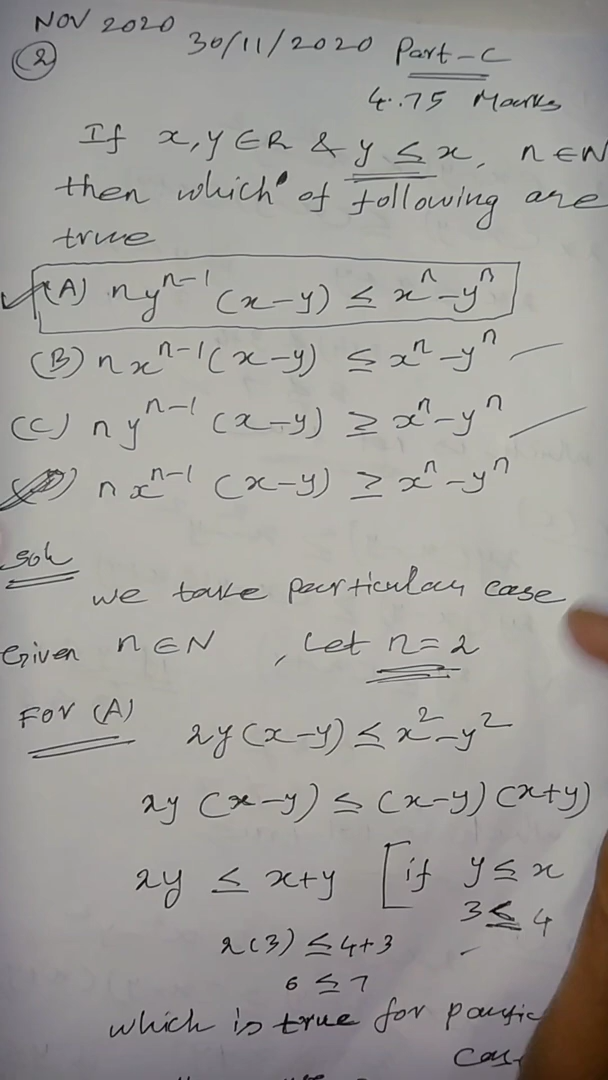 NOV 2020
(2) 30/11/2020 Part-C
4.75 Marks
If x, y ∈ R & y ≤ x, n ∈ N
then which of following are
true
(A) ny^{n-1} (x-y) ≤ x^n - y^n
(B) nx^{n-1} (x-y) ≤ x^n - y^n
(C) ny^{n-1} (x-y) ≥ x^n - y^n
(D) nx^{n-1} (x-y) ≥ x^n - y^n
Soln
we take particular case
Given n ∈ N , Let n = 2
For (A) 2y(x-y) ≤ x^2 - y^2
2y (x-y) ≤ (x-y) (x+y)
2y ≤ x+y [if y ≤ x
3 ≤ 4
2(3) ≤ 4+3
6 ≤ 7
which is true for